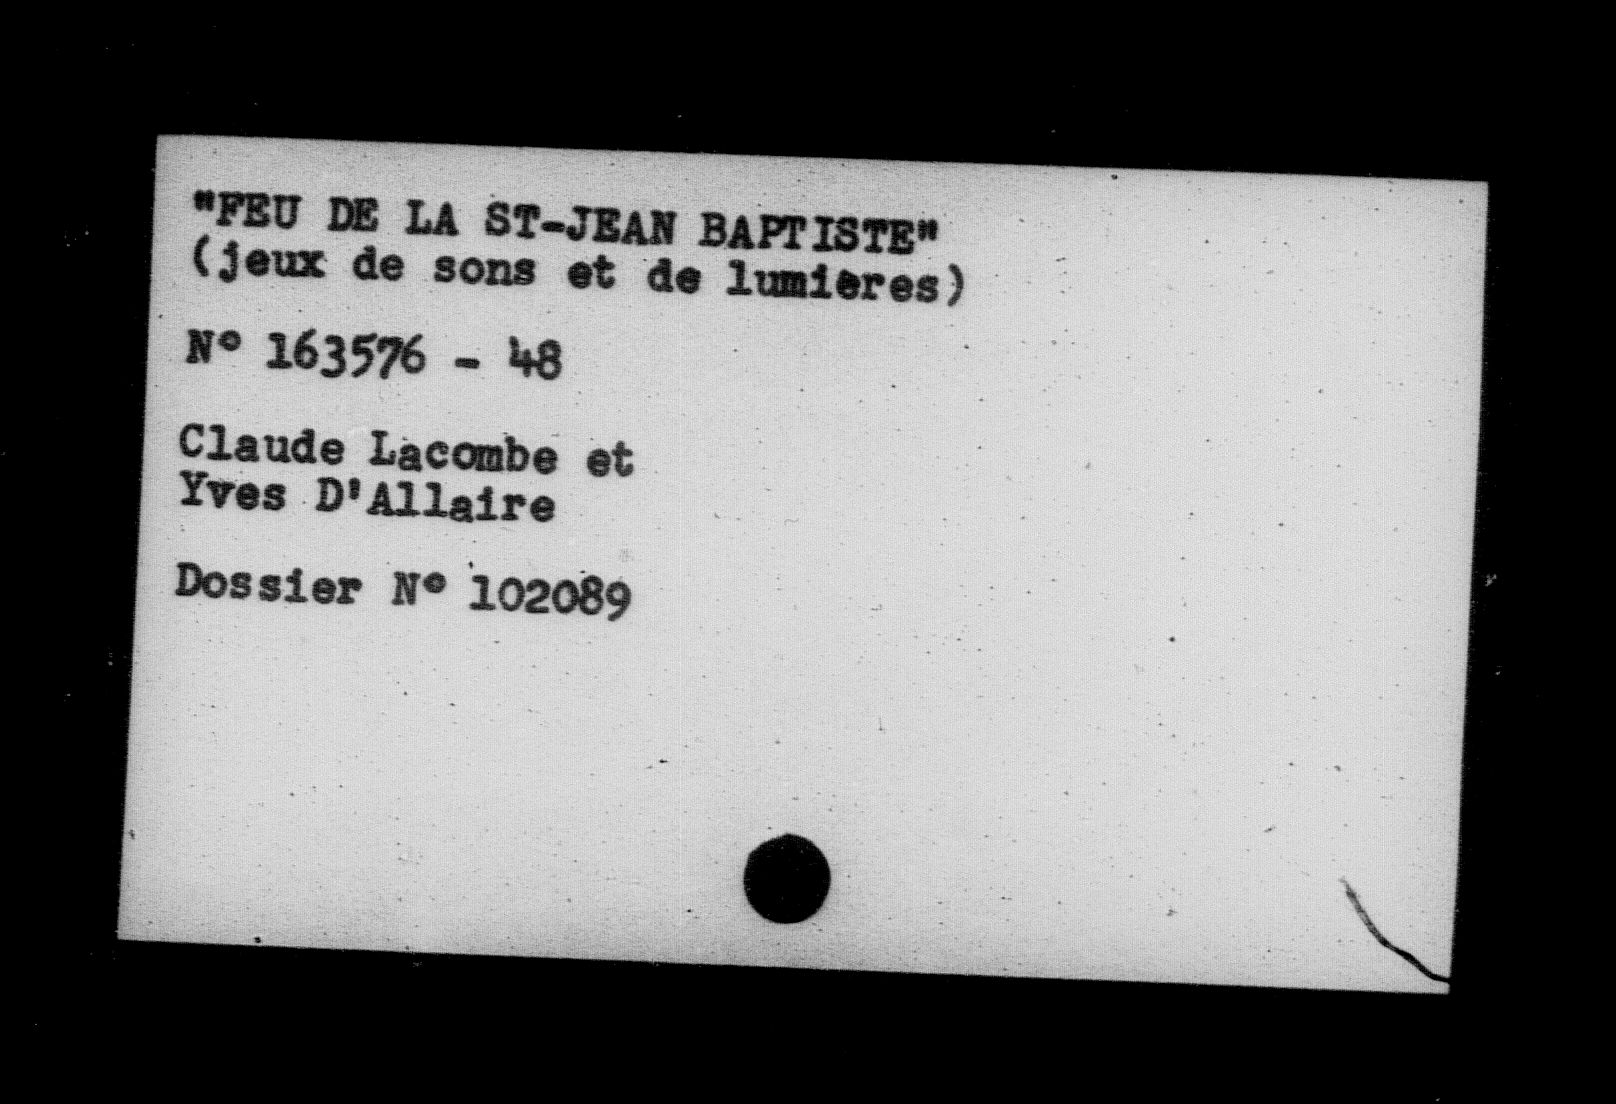 "FEU DE LA ST-JEAN BAPTISTE"
(jeux de sons et de lumières)
N° 163576 - 48
Claude Lacombe et
Yves D'Allaire
Dossier N° 102089